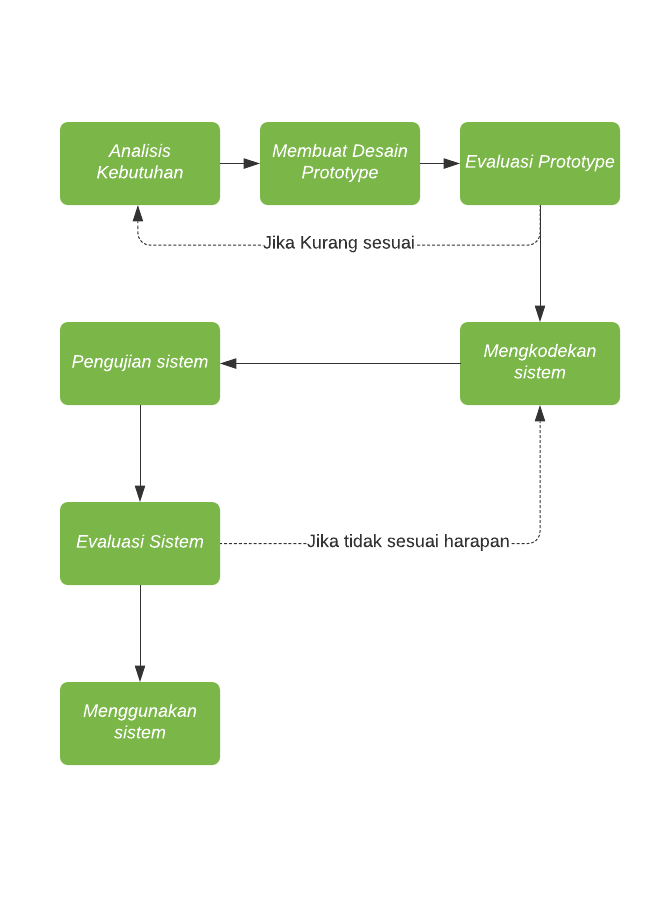 Analisis
Kebutuhan
Membuat Desain
Prototype
Evaluasi Prototype
Jika Kurang sesuai
Mengkodekan
sistem
Pengujian sistem
Evaluasi Sistem
Jika tidak sesuai harapan
Menggunakan
sistem